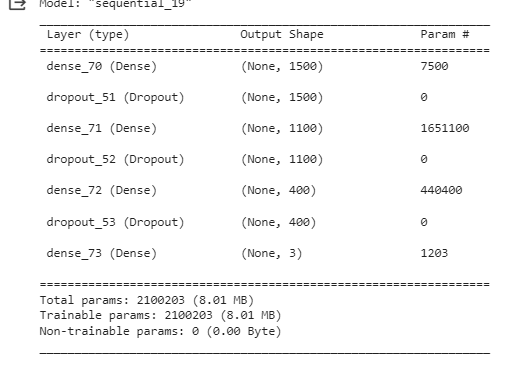 Model: "sequential_19"
Layer (type) Output Shape Param #
dense_70 (Dense) (None, 1500) 7500
dropout_51 (Dropout) (None, 1500) 0
dense_71 (Dense) (None, 1100) 1651100
dropout_52 (Dropout) (None, 1100) 0
dense_72 (Dense) (None, 400) 440400
dropout_53 (Dropout) (None, 400) 0
dense_73 (Dense) (None, 3) 1203
Total params: 2100203 (8.01 MB)
Trainable params: 2100203 (8.01 MB)
Non-trainable params: 0 (0.00 Byte)